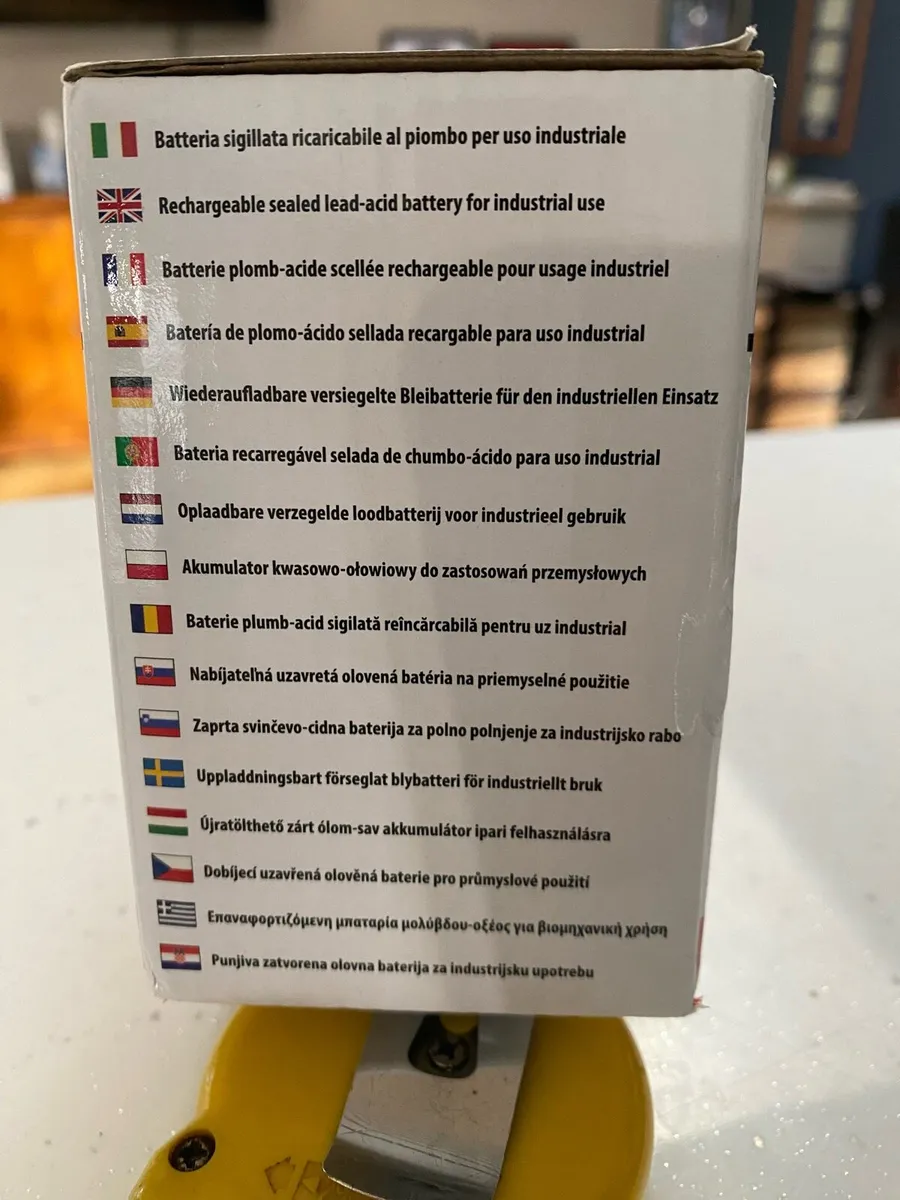 Batteria sigillata ricaricabile al piombo per uso industriale
Rechargeable sealed lead-acid battery for industrial use
Batterie plomb-acide scellée rechargeable pour usage industriel
Batería de plomo-ácido sellada recargable para uso industrial
Wiederaufladbare versiegelte Bleibatterie für den industriellen Einsatz
Bateria recarregável selada de chumbo-ácido para uso industrial
Oplaadbare verzegelde loodbatterij voor industrieel gebruik
Akumulator kwasowo-ołowiowy do zastosowań przemysłowych
Baterie plumb-acid sigilată reîncărcabilă pentru uz industrial
Nabíjateľná uzavretá olovená batéria na priemyselné použitie
Zaprta svinčevo-cidna baterija za polno polnjenje za industrijsko rabo
Uppladdningsbart förseglat blybatteri för industriellt bruk
Újratölthető zárt ólom-sav akkumulátor ipari felhasználásra
Dobíjecí uzavřená olověná baterie pro průmyslové použití
Επαναφορτιζόμενη μπαταρία μολύβδου-οξέος για βιομηχανική χρήση
Punjiva zatvorena olovna baterija za industrijsku upotrebu